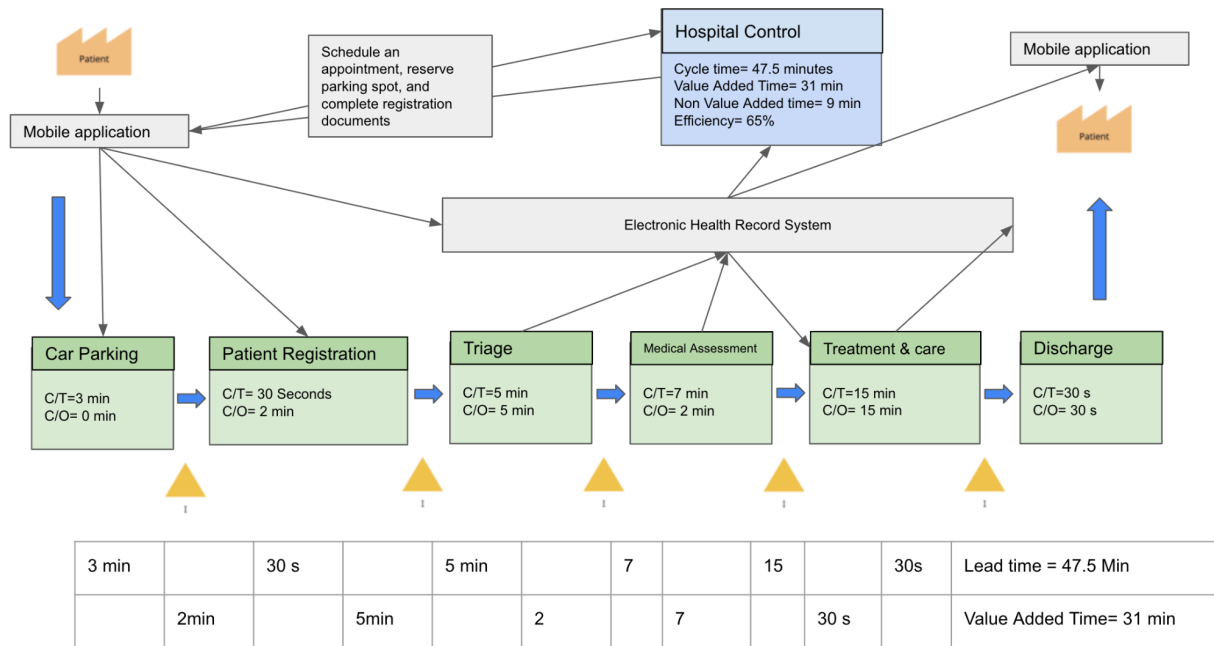 Patient
Mobile application
Schedule an
appointment, reserve
parking spot, and
complete registration
documents
Hospital Control
Cycle time= 47.5 minutes
Value Added Time= 31 min
Non Value Added time= 9 min
Efficiency= 65%
Mobile application
Patient
Electronic Health Record System
Car Parking
C/T=3 min
C/O= 0 min
Patient Registration
C/T= 30 Seconds
C/O= 2 min
Triage
C/T=5 min
C/O= 5 min
Medical Assessment
C/T=7 min
C/O= 2 min
Treatment & care
C/T=15 min
C/O= 15 min
Discharge
C/T=30 s
C/O= 30 s
I
I
I
I
I
3 min 30 s 5 min 7 15 30s Lead time = 47.5 Min
2min 5min 2 7 30 s Value Added Time= 31 min